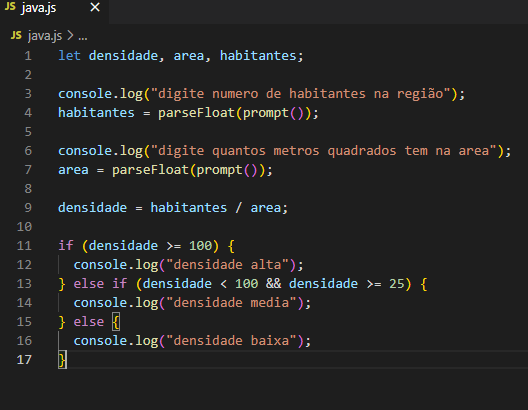 JS java.js ×
JS java.js > ...
1 let densidade, area, habitantes;
2
3 console.log("digite numero de habitantes na região");
4 habitantes = parseFloat(prompt());
5
6 console.log("digite quantos metros quadrados tem na area");
7 area = parseFloat(prompt());
8
9 densidade = habitantes / area;
10
11 if (densidade >= 100) {
12   console.log("densidade alta");
13 } else if (densidade < 100 && densidade >= 25) {
14   console.log("densidade media");
15 } else {
16   console.log("densidade baixa");
17 }